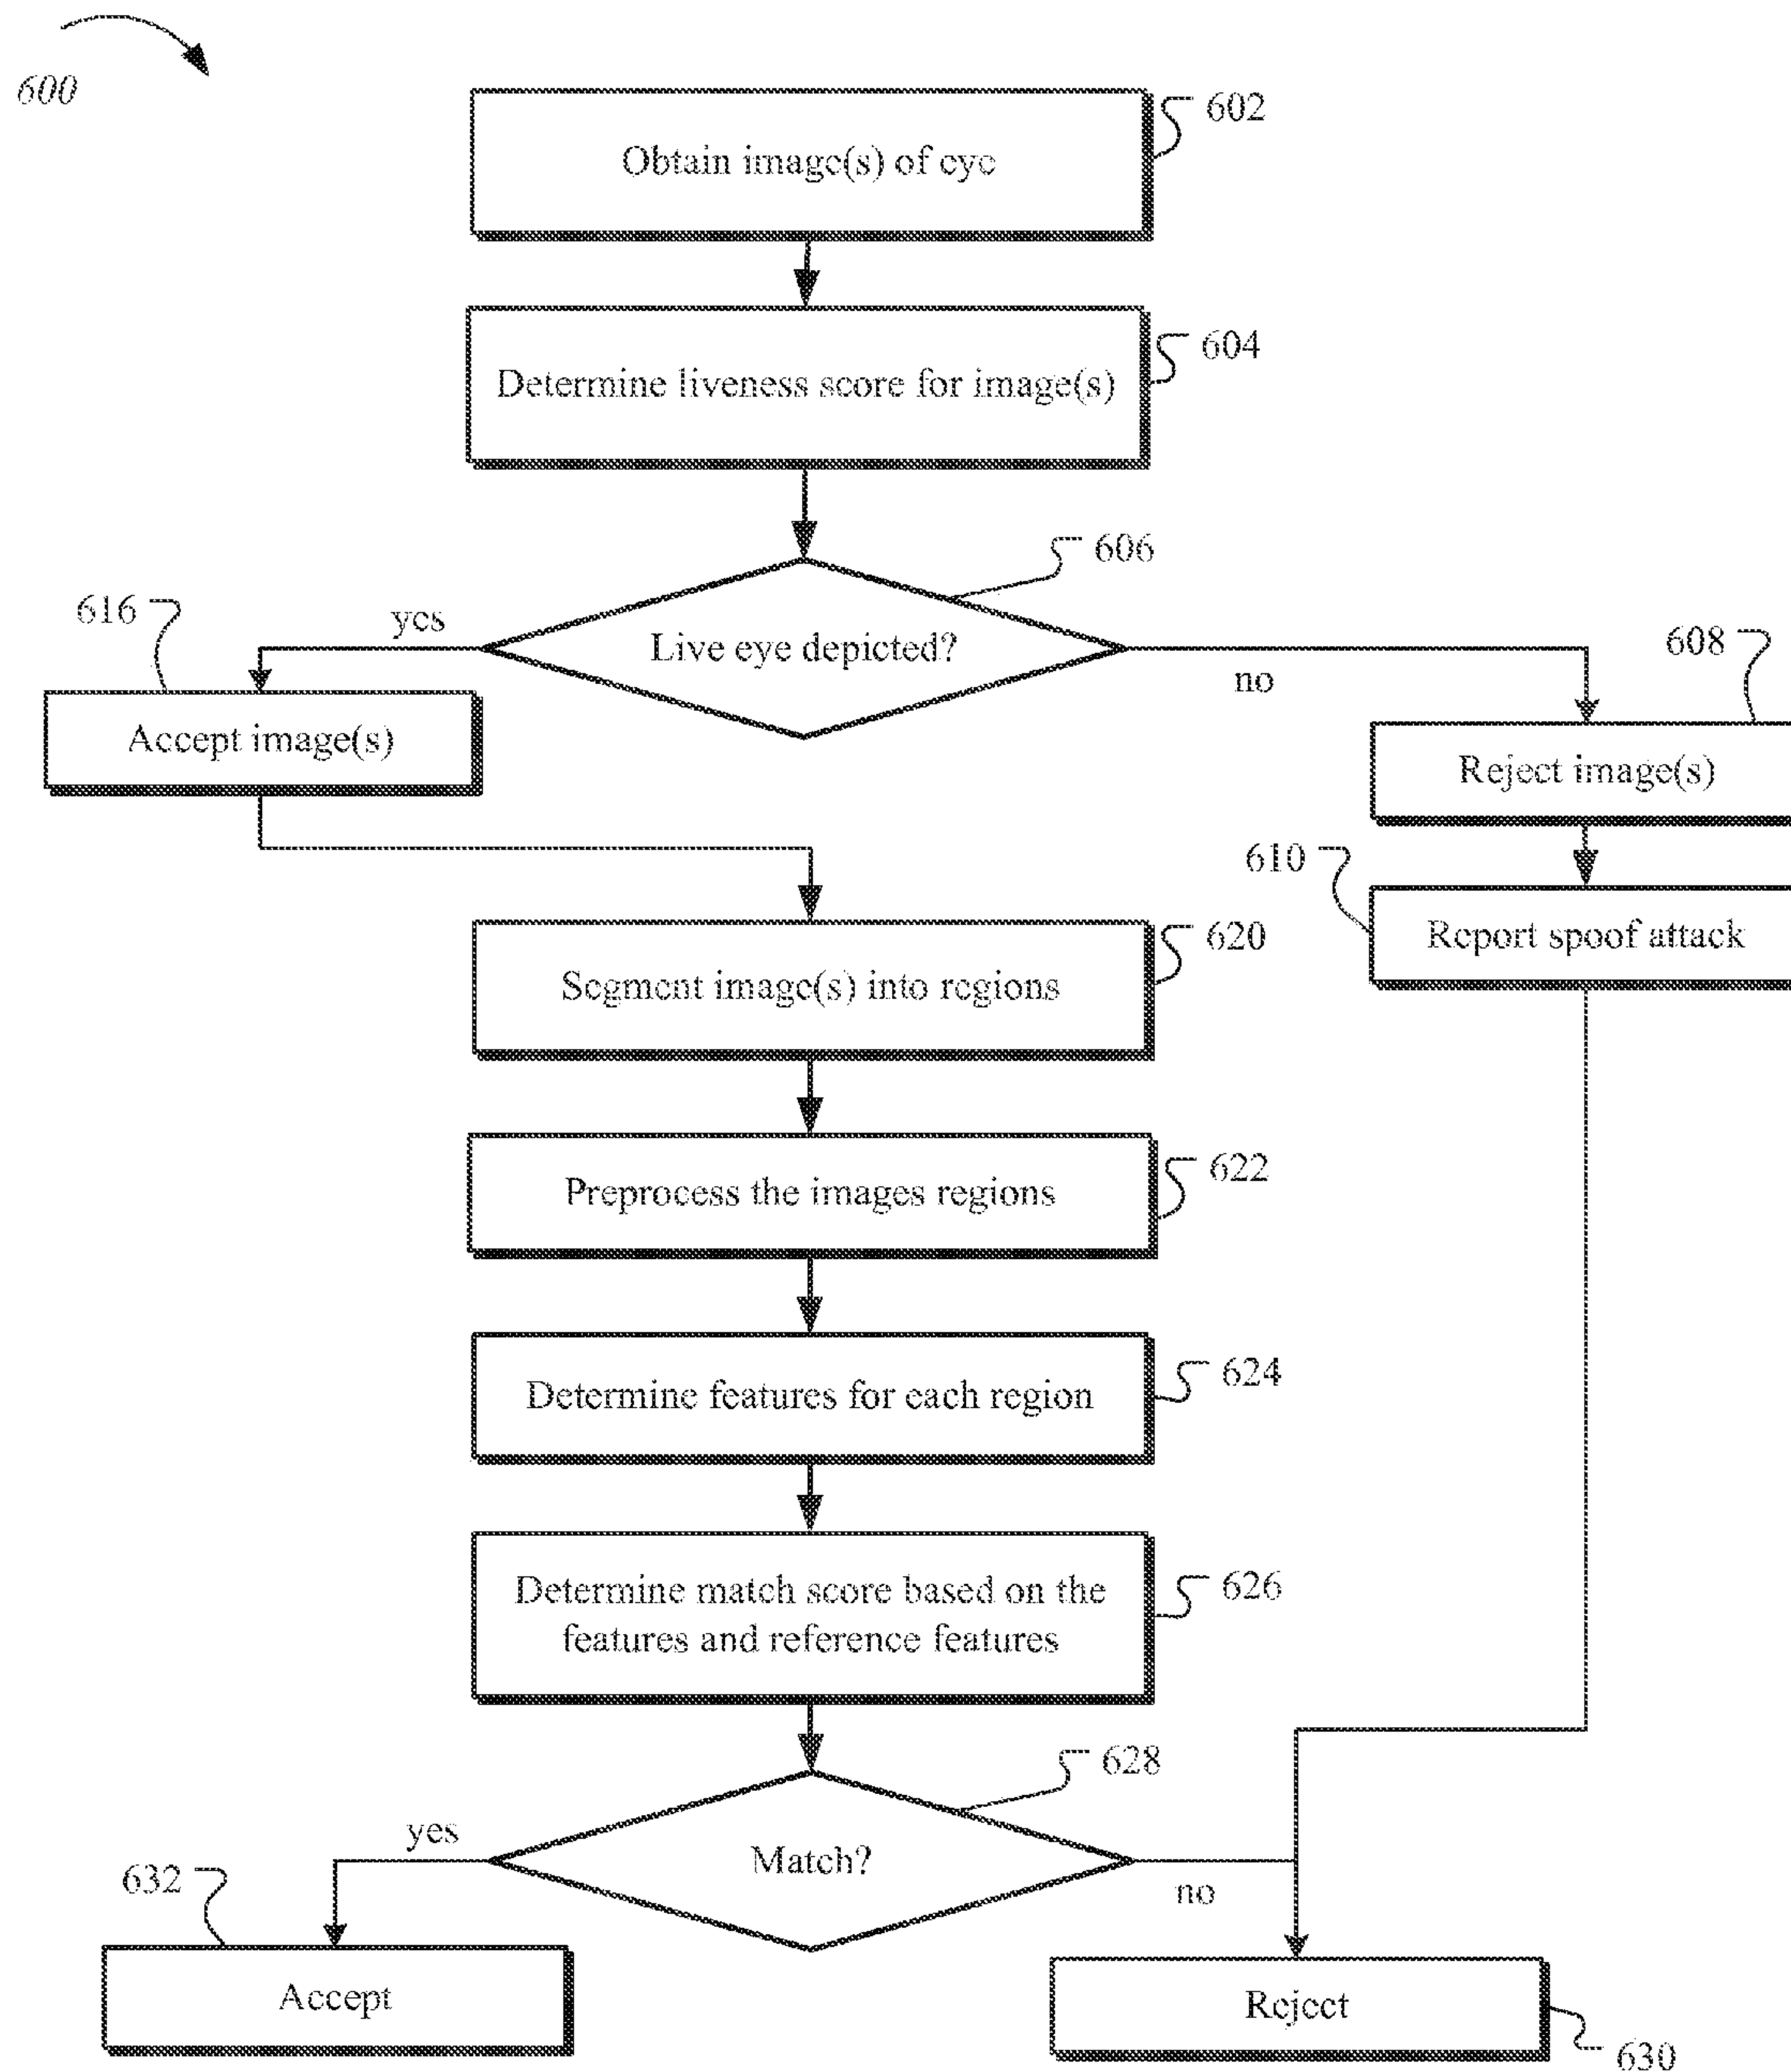 600
602
Obtain image(s) of eye
604
Determine liveness score for image(s)
606
616
yes
Live eye depicted?
no
608
Accept image(s)
Reject image(s)
610
Report spoof attack
620
Segment image(s) into regions
622
Preprocess the images regions
624
Determine features for each region
626
Determine match score based on the
features and reference features
628
yes
Match?
no
632
Accept
Reject
630